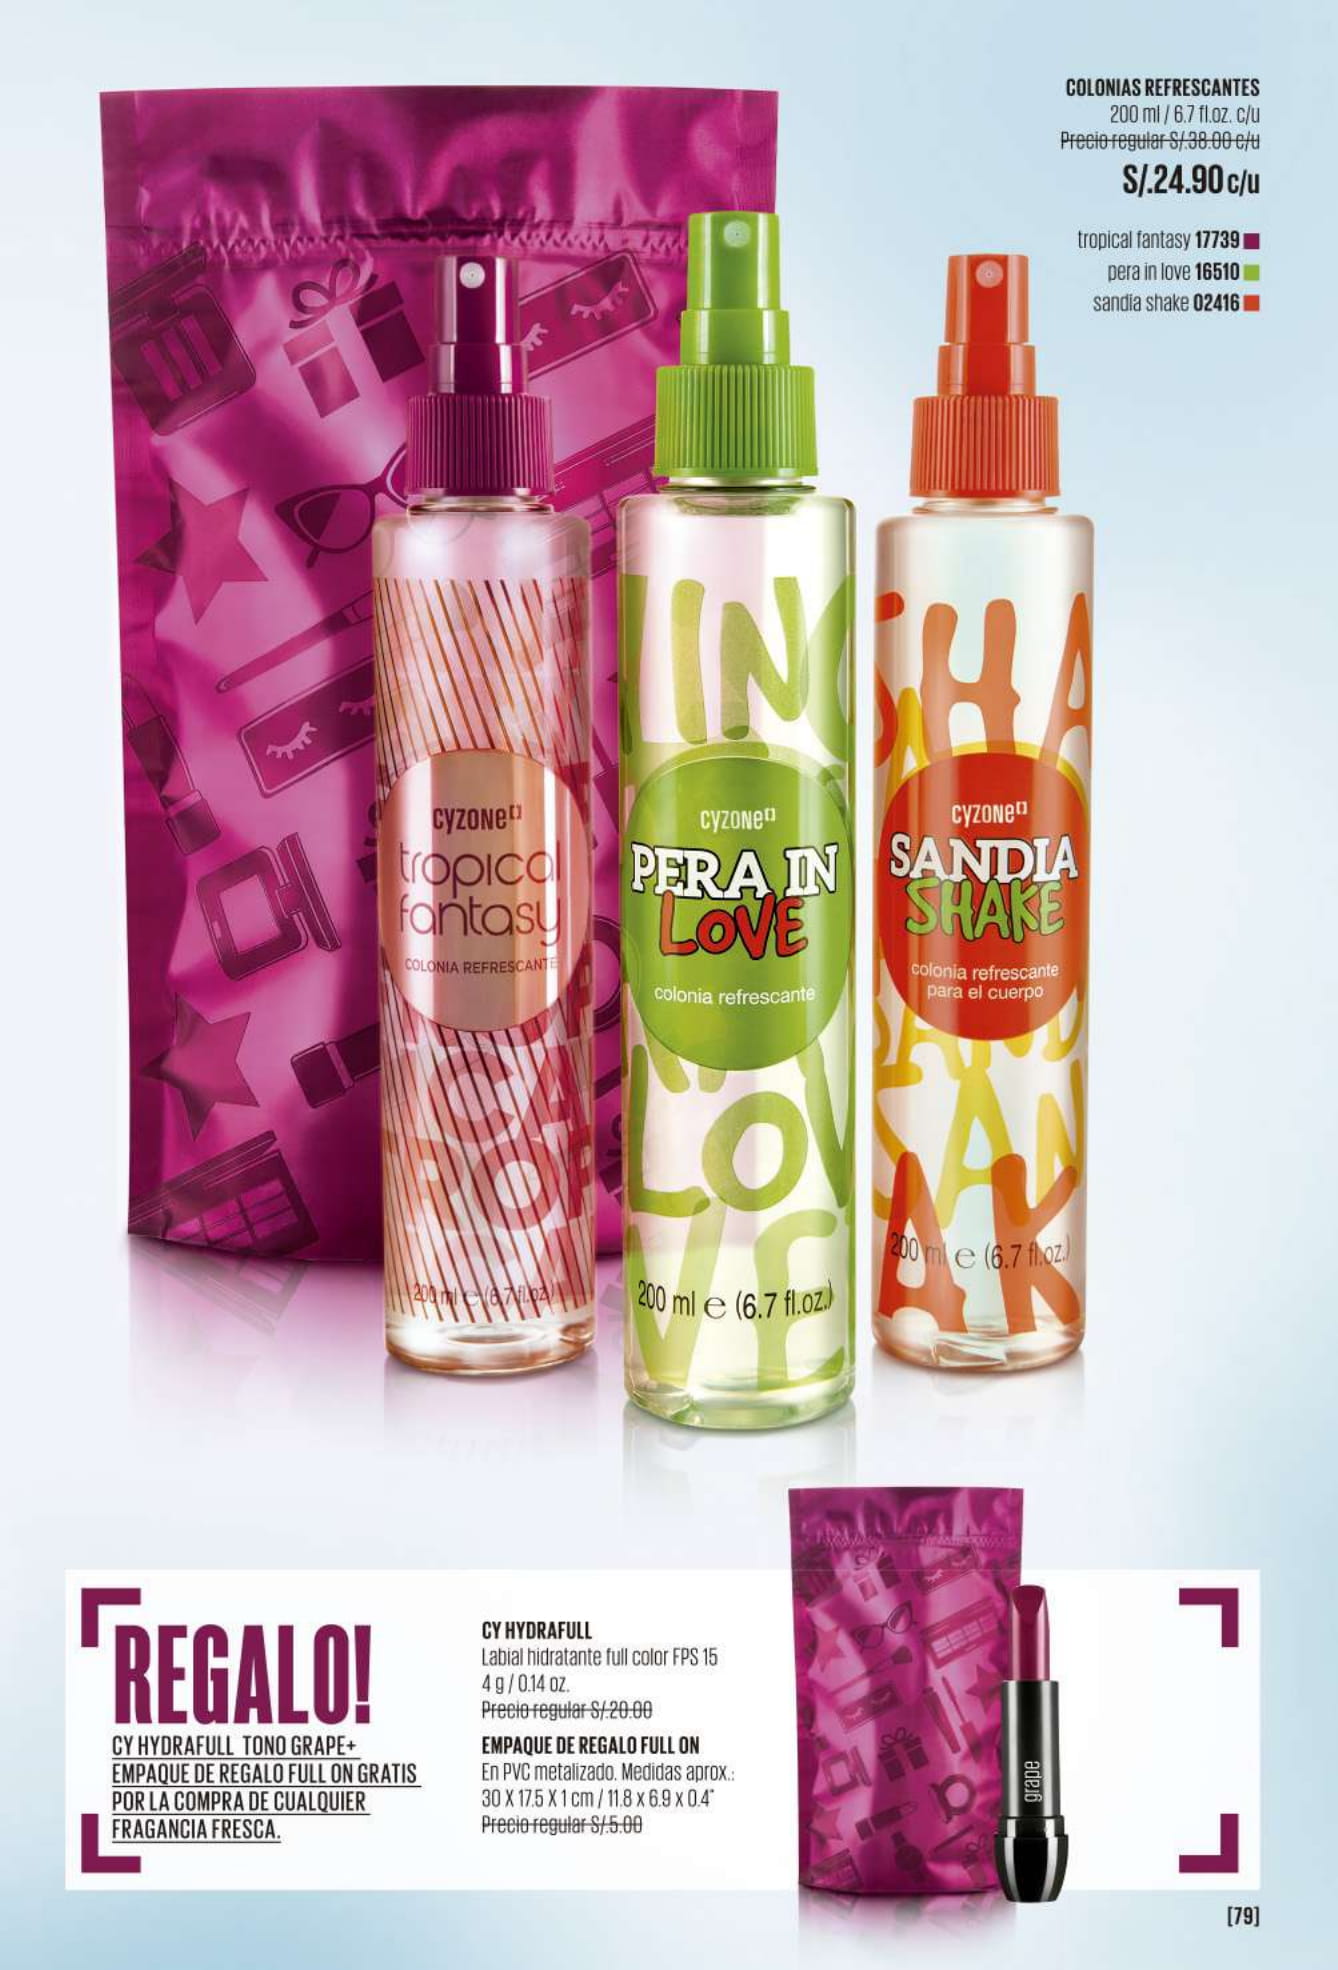 COLONIAS REFRESCANTES
200 ml / 6.7 fl.oz. c/u
Precio regular S/.38.00 c/u
S/.24.90 c/u
tropical fantasy 17739
pera in love 16510
sandía shake 02416
CYZONE
tropical
fantasy
COLONIA REFRESCANTE
200 ml e (6.7 fl.oz.)
CYZONE
PERA IN
LOVE
colonia refrescante
200 ml e (6.7 fl.oz.)
CYZONE
SANDIA
SHAKE
colonia refrescante
para el cuerpo
200 ml e (6.7 fl.oz.)
REGALO!
CY HYDRAFULL TONO GRAPE+
EMPAQUE DE REGALO FULL ON GRATIS
POR LA COMPRA DE CUALQUIER
FRAGANCIA FRESCA.
CY HYDRAFULL
Labial hidratante full color FPS 15
4 g / 0.14 oz.
Precio regular S/.20.00
EMPAQUE DE REGALO FULL ON
En PVC metalizado. Medidas aprox.:
30 X 17.5 X 1 cm / 11.8 x 6.9 x 0.4"
Precio regular S/.5.00
grape
[79]